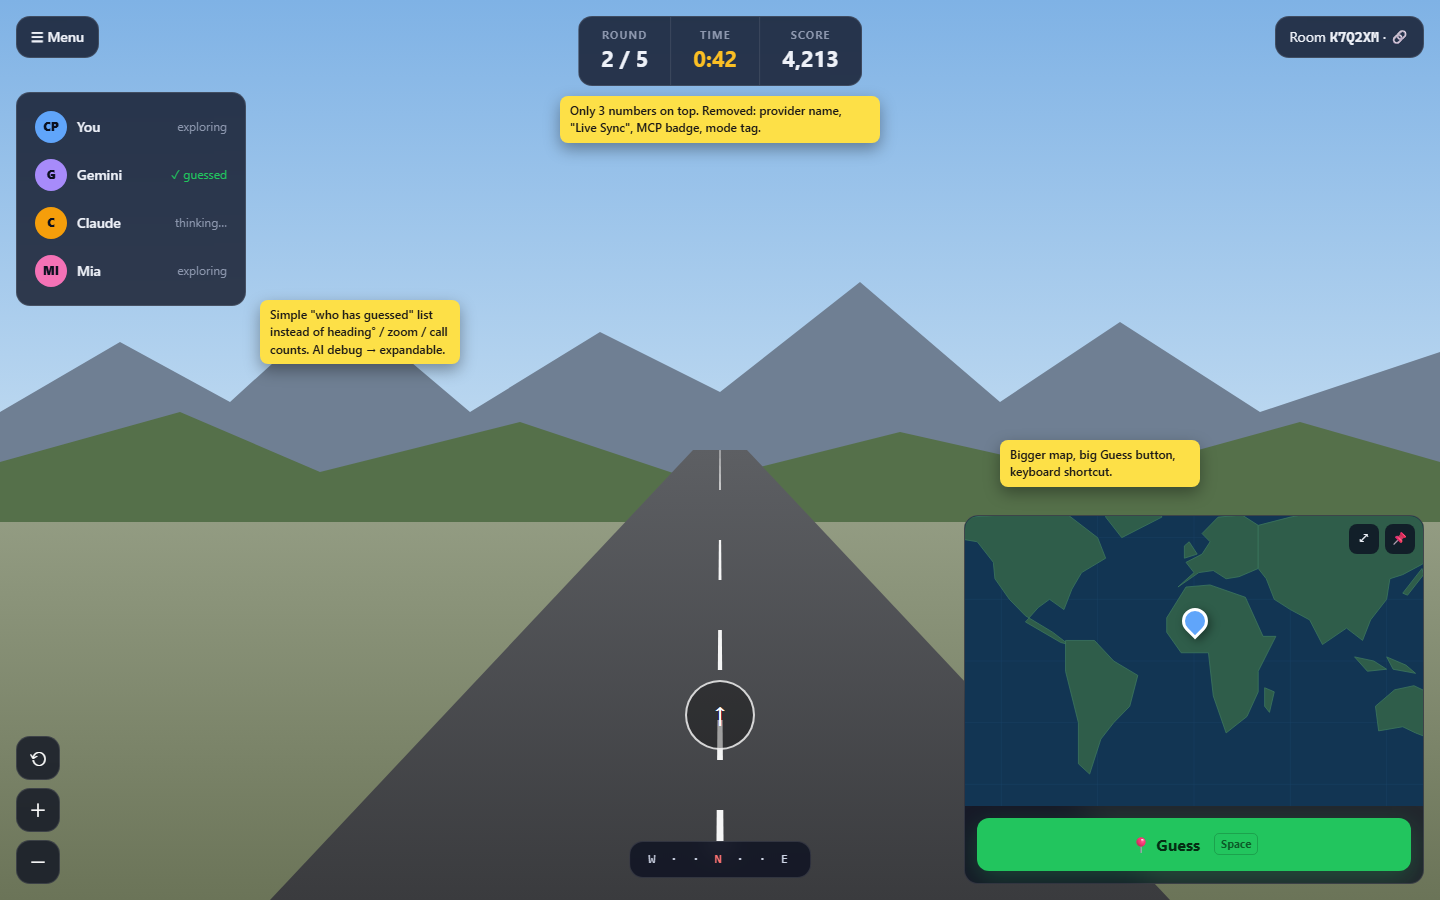 ☰ Menu
ROUND
2 / 5
TIME
0:42
SCORE
4,213
Room K7Q2XM ·
Only 3 numbers on top. Removed: provider name,
"Live Sync", MCP badge, mode tag.
CP You exploring
G Gemini ✓ guessed
C Claude thinking...
MI Mia exploring
Simple "who has guessed" list
instead of heading° / zoom / call
counts. AI debug → expandable.
Bigger map, big Guess button,
keyboard shortcut.
Guess Space
W · · N · · E